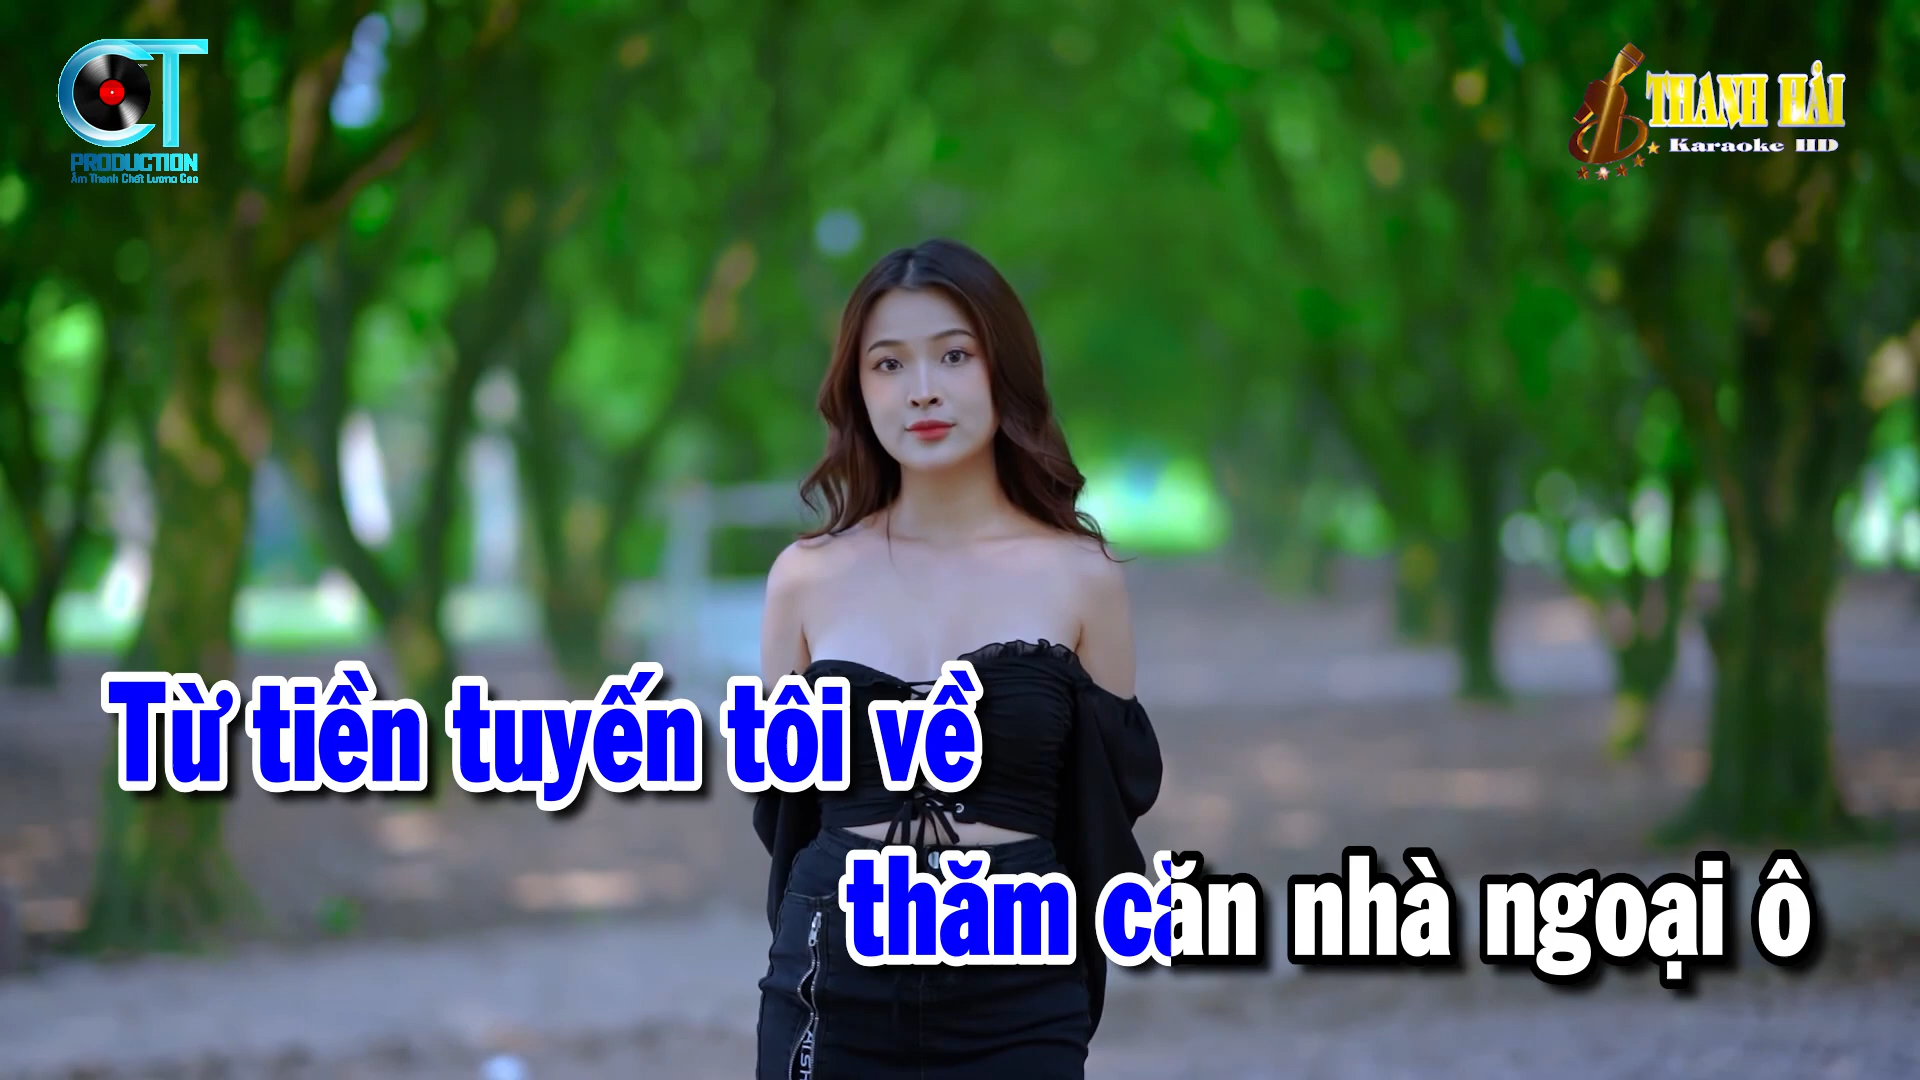 CT
PRODUCTION
Âm Thanh Chất Lượng Cao
THANH HẢI
Karaoke HD
Từ tiền tuyến tôi về
thăm căn nhà ngoại ô